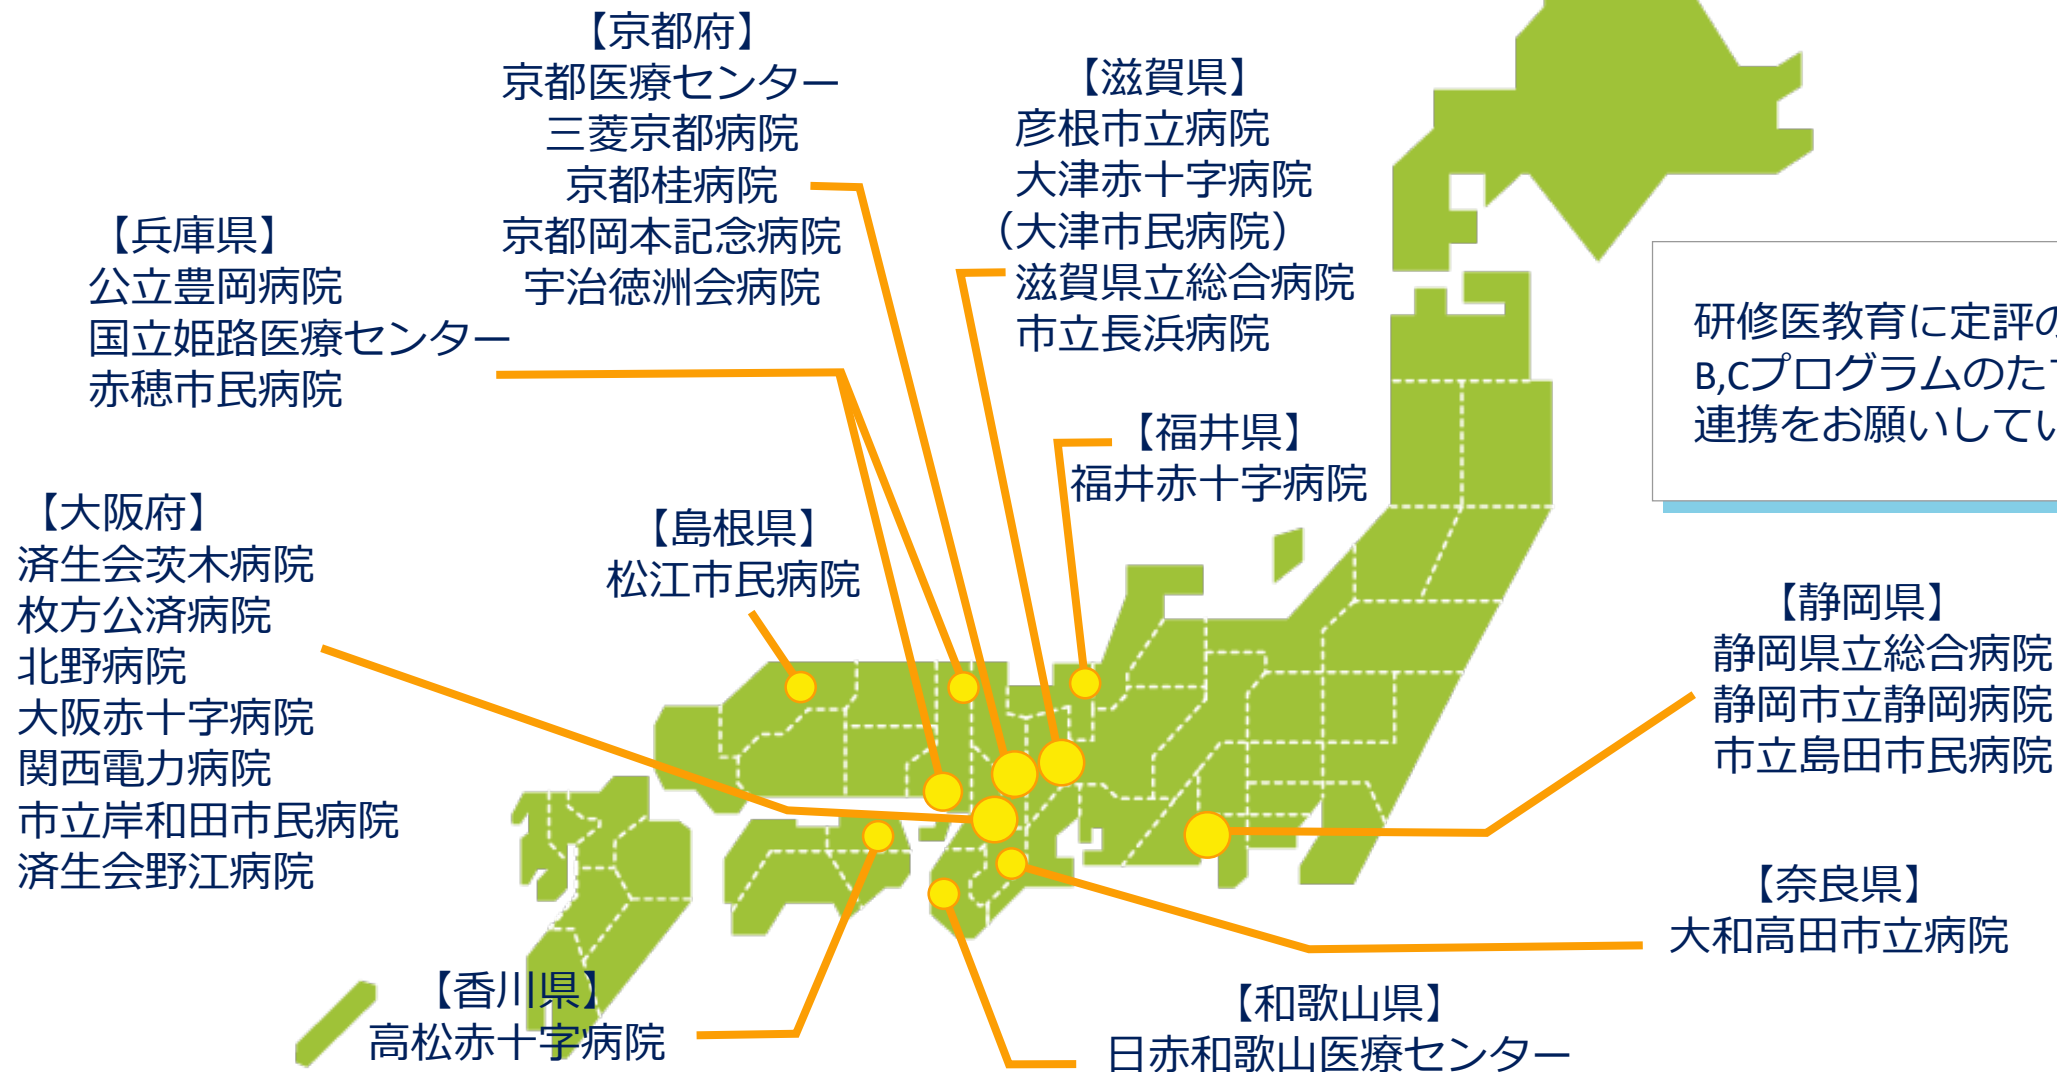 【京都府】
京都医療センター
三菱京都病院
京都桂病院
京都岡本記念病院
宇治徳洲会病院
【滋賀県】
彦根市立病院
大津赤十字病院
（大津市民病院）
滋賀県立総合病院
市立長浜病院
【兵庫県】
公立豊岡病院
国立姫路医療センター
赤穂市民病院
研修医教育に定評の
B,Cプログラムのた
連携をお願いしてい
【福井県】
福井赤十字病院
【大阪府】
済生会茨木病院
枚方公済病院
北野病院
大阪赤十字病院
関西電力病院
市立岸和田市民病院
済生会野江病院
【島根県】
松江市民病院
【静岡県】
静岡県立総合病院
静岡市立静岡病院
市立島田市民病院
【奈良県】
大和高田市立病院
【香川県】
高松赤十字病院
【和歌山県】
日赤和歌山医療センター